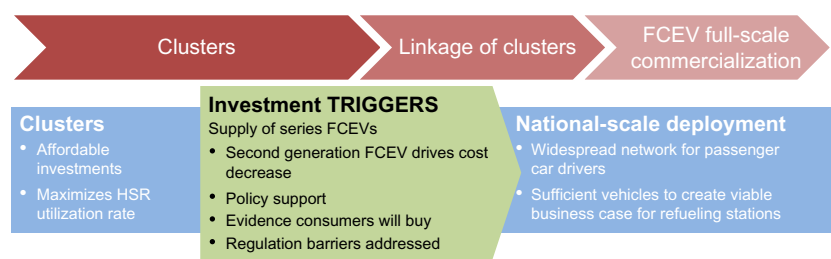 Clusters
Linkage of clusters
FCEV full-scale
commercialization
Clusters
• Affordable
investments
• Maximizes HSR
utilization rate
Investment TRIGGERS
Supply of series FCEVs
• Second generation FCEV drives cost
decrease
• Policy support
• Evidence consumers will buy
• Regulation barriers addressed
National-scale deployment
• Widespread network for passenger
car drivers
• Sufficient vehicles to create viable
business case for refueling stations